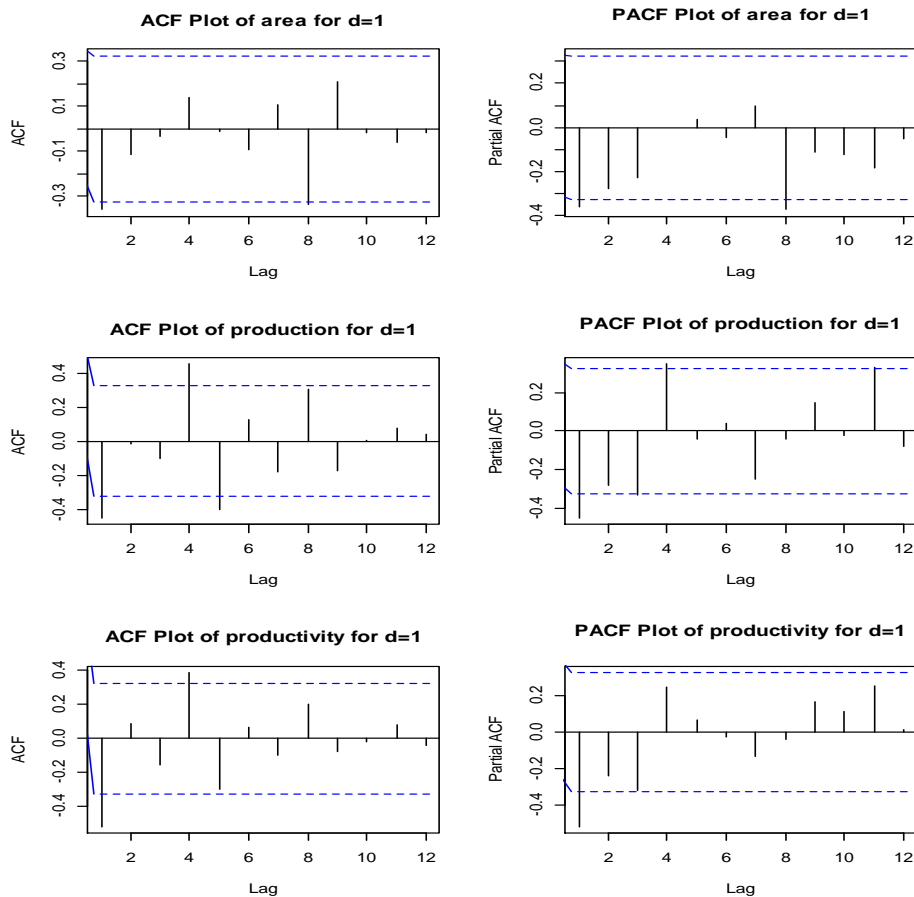 ACF Plot of area for d=1
ACF
0.3
0.1
-0.1
-0.3
2 4 6 8 10 12
Lag
PACF Plot of area for d=1
Partial ACF
0.2
0.0
-0.2
-0.4
2 4 6 8 10 12
Lag
ACF Plot of production for d=1
ACF
0.4
0.2
0.0
-0.2
-0.4
2 4 6 8 10 12
Lag
PACF Plot of production for d=1
Partial ACF
0.2
0.0
-0.2
-0.4
2 4 6 8 10 12
Lag
ACF Plot of productivity for d=1
ACF
0.4
0.2
0.0
-0.2
-0.4
2 4 6 8 10 12
Lag
PACF Plot of productivity for d=1
Partial ACF
0.2
0.0
-0.2
-0.4
2 4 6 8 10 12
Lag